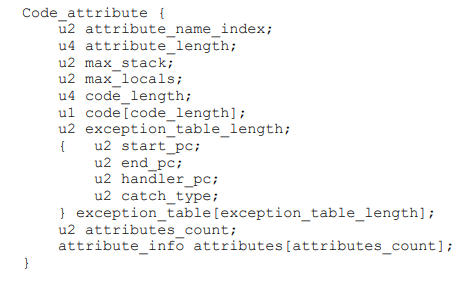 Code_attribute {
    u2 attribute_name_index;
    u4 attribute_length;
    u2 max_stack;
    u2 max_locals;
    u4 code_length;
    u1 code[code_length];
    u2 exception_table_length;
    {   u2 start_pc;
        u2 end_pc;
        u2 handler_pc;
        u2 catch_type;
    } exception_table[exception_table_length];
    u2 attributes_count;
    attribute_info attributes[attributes_count];
}